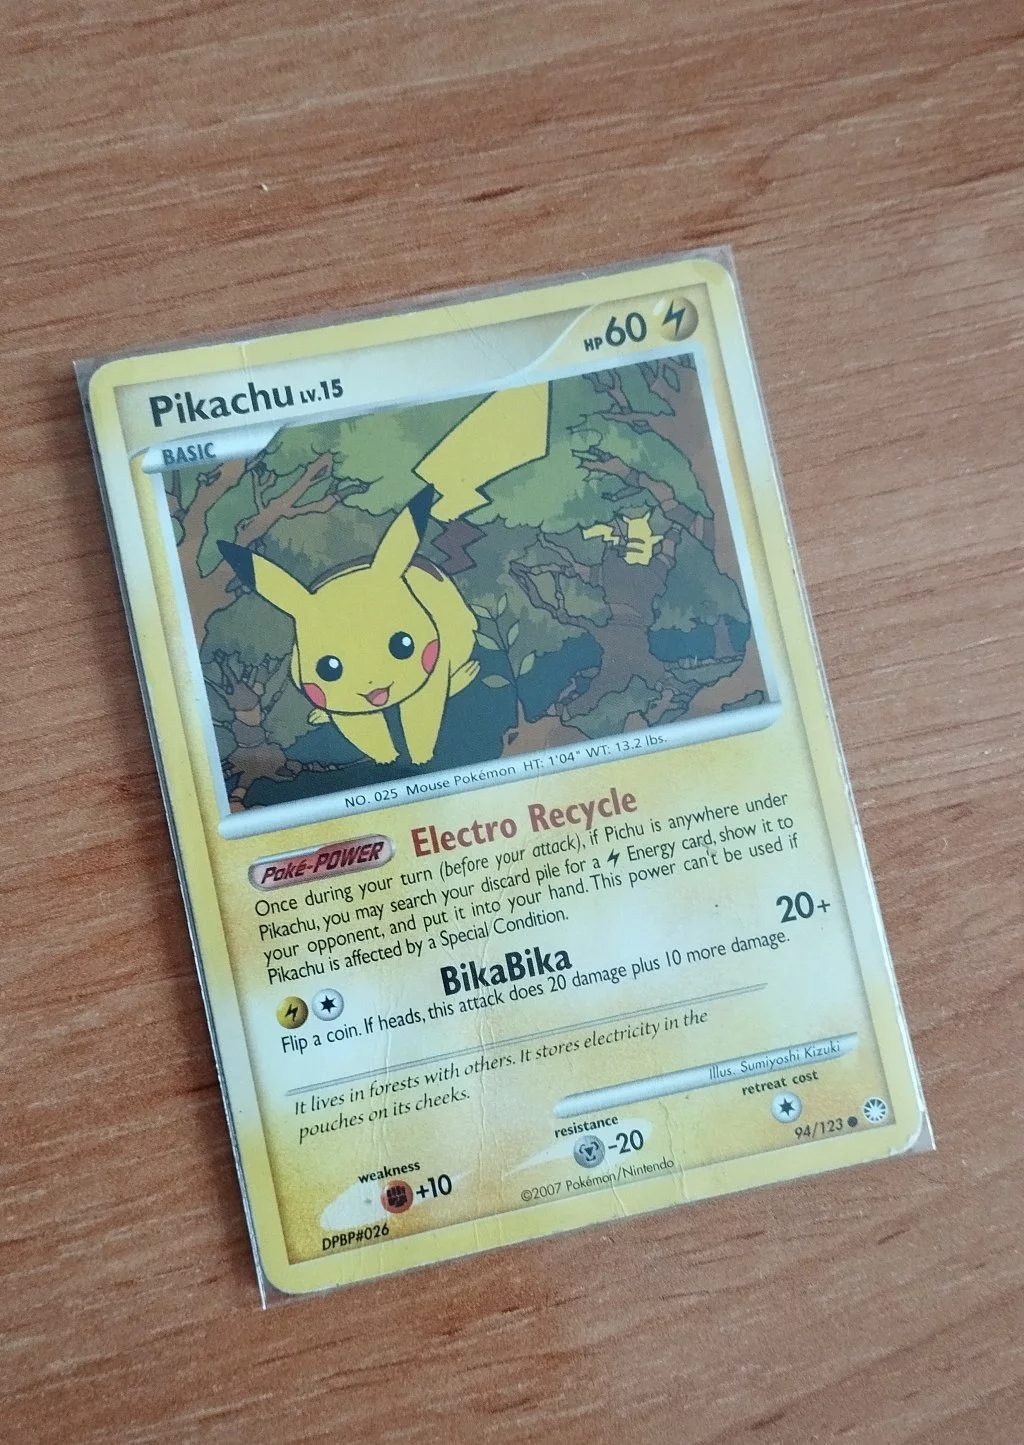 Pikachu LV.15
HP 60
BASIC
NO. 025 Mouse Pokémon HT: 1'04" WT: 13.2 lbs.
Poké-POWER Electro Recycle
Once during your turn (before your attack), if Pichu is anywhere under
Pikachu, you may search your discard pile for a Energy card, show it to
your opponent, and put it into your hand. This power can't be used if
Pikachu is affected by a Special Condition.
BikaBika 20+
Flip a coin. If heads, this attack does 20 damage plus 10 more damage.
It lives in forests with others. It stores electricity in the
pouches on its cheeks.
Illus. Sumiyoshi Kizuki
weakness
+10
resistance
-20
retreat cost
94/123
DPBP#026
©2007 Pokémon/Nintendo